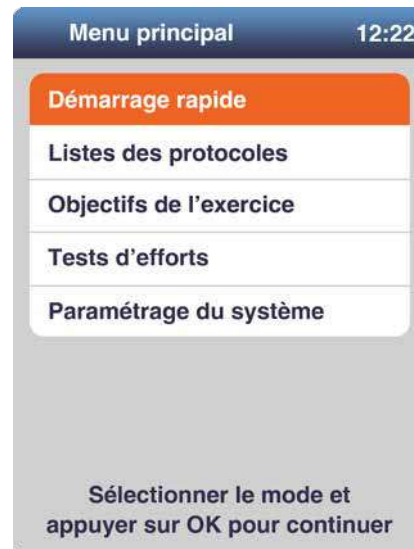 Menu principal 12:22
Démarrage rapide
Listes des protocoles
Objectifs de l'exercice
Tests d'efforts
Paramétrage du système
Sélectionner le mode et
appuyer sur OK pour continuer